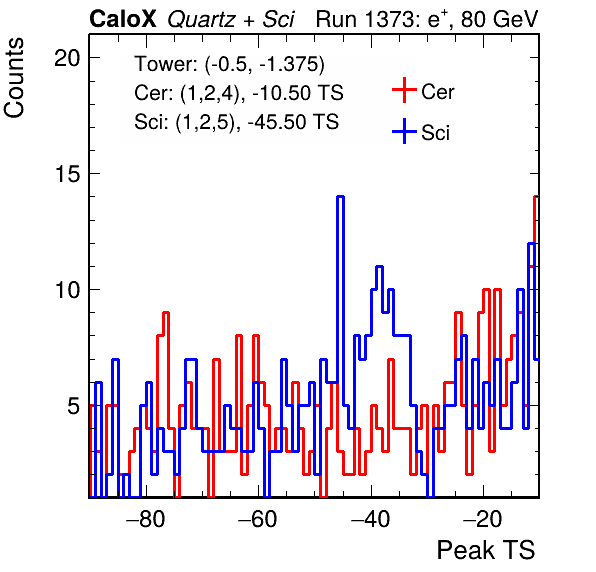 CaloX Quartz + Sci Run 1373: e+, 80 GeV
Counts
Tower: (-0.5, -1.375)
Cer: (1,2,4), -10.50 TS
Sci: (1,2,5), -45.50 TS
Cer
Sci
20
15
10
5
−80 −60 −40 −20
Peak TS